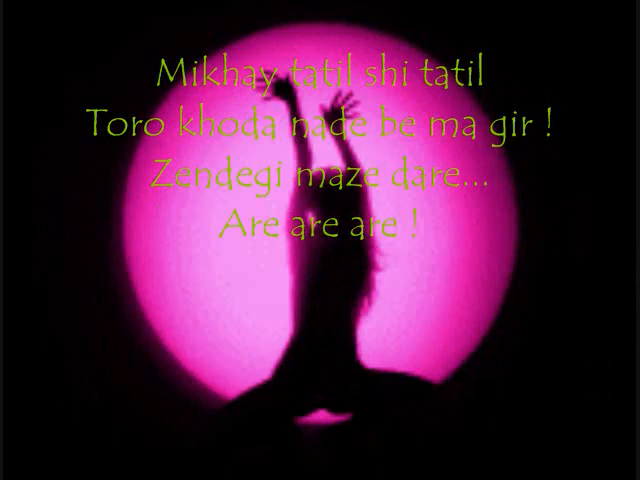 Mikhay tatil shi tatil
Toro khoda nade be ma gir !
Zendegi maze dare...
Are are are !